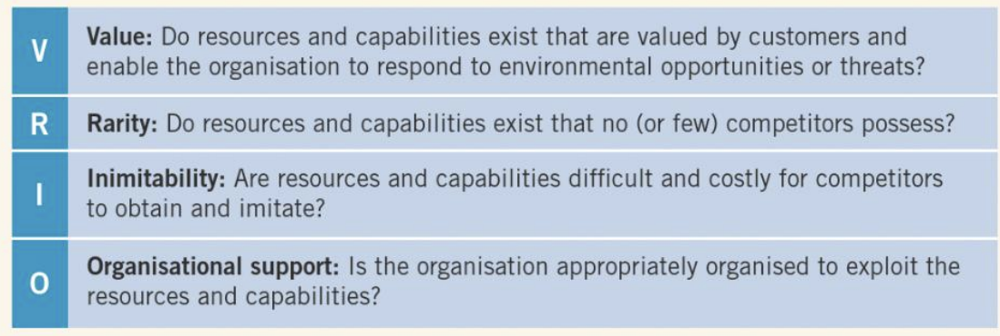 V
Value: Do resources and capabilities exist that are valued by customers and
enable the organisation to respond to environmental opportunities or threats?
R
Rarity: Do resources and capabilities exist that no (or few) competitors possess?
I
Inimitability: Are resources and capabilities difficult and costly for competitors
to obtain and imitate?
O
Organisational support: Is the organisation appropriately organised to exploit the
resources and capabilities?